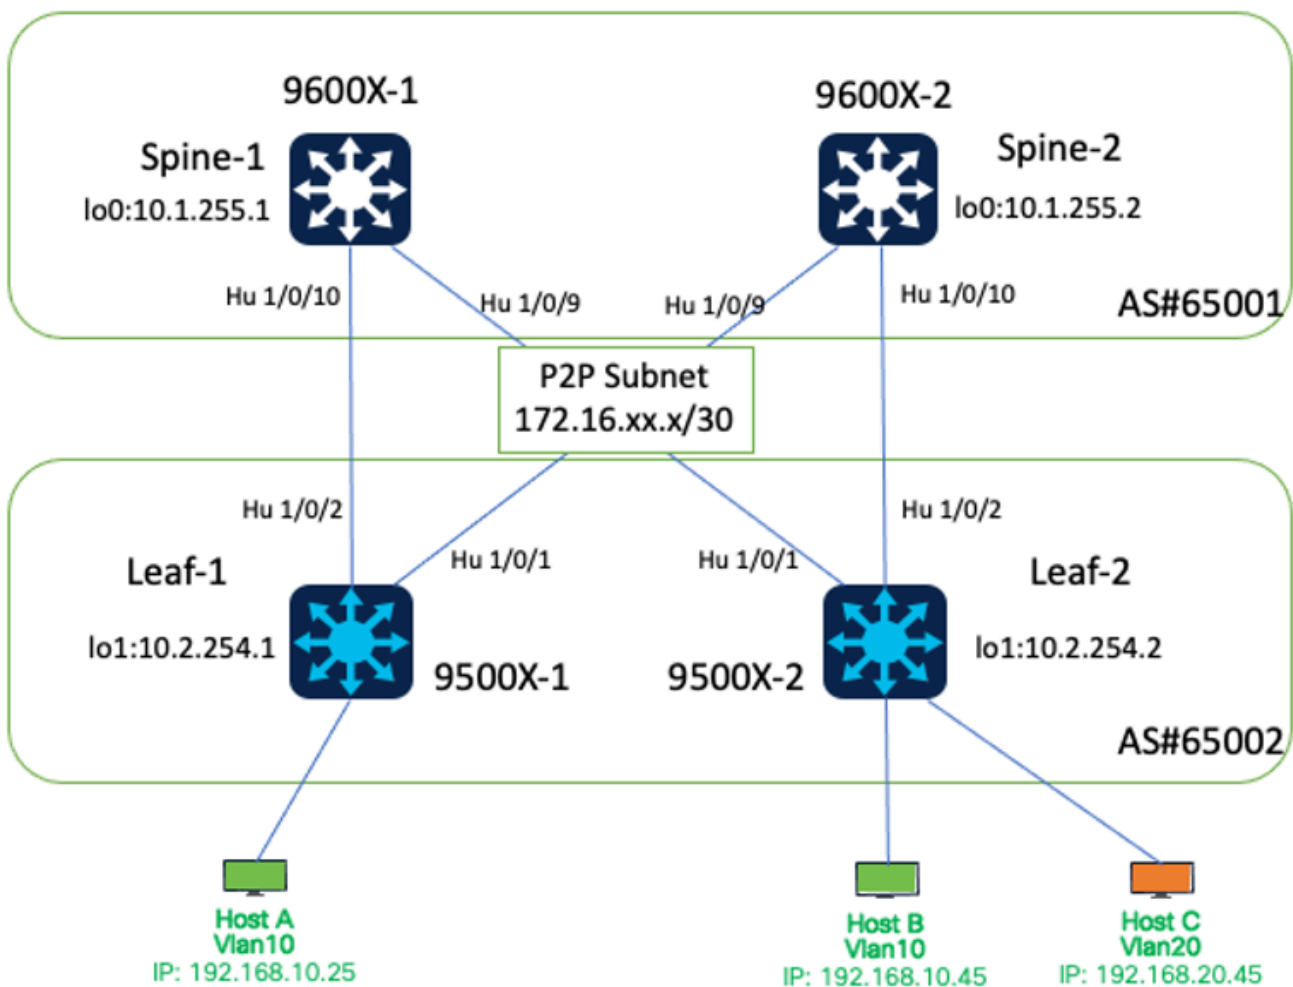 9600X-1
9600X-2
Spine-1
Spine-2
lo0:10.1.255.1
lo0:10.1.255.2
Hu 1/0/10
Hu 1/0/9
Hu 1/0/9
Hu 1/0/10
AS#65001
P2P Subnet
172.16.xx.x/30
Hu 1/0/2
Hu 1/0/2
Hu 1/0/1
Hu 1/0/1
Leaf-1
Leaf-2
lo1:10.2.254.1
lo1:10.2.254.2
9500X-1
9500X-2
AS#65002
Host A
Vlan10
IP: 192.168.10.25
Host B
Vlan10
IP: 192.168.10.45
Host C
Vlan20
IP: 192.168.20.45